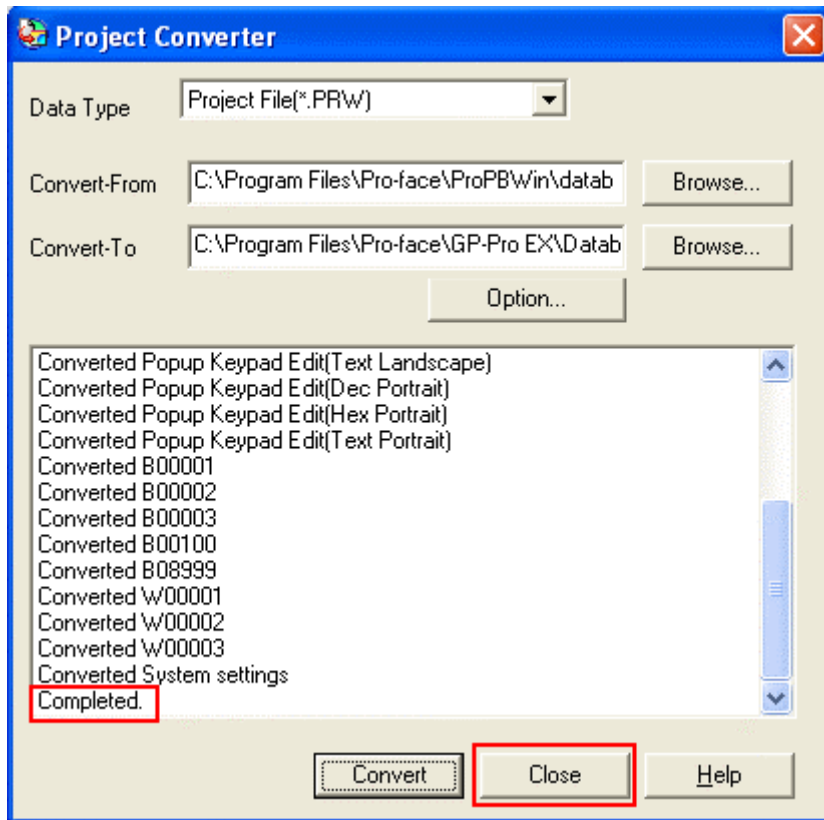 Project Converter
Data Type
Project File(*.PRW)
Convert-From
C:\Program Files\Pro-face\ProPBWin\datab
Browse...
Convert-To
C:\Program Files\Pro-face\GP-Pro EX\Datab
Browse...
Option...
Converted Popup Keypad Edit(Text Landscape)
Converted Popup Keypad Edit(Dec Portrait)
Converted Popup Keypad Edit(Hex Portrait)
Converted Popup Keypad Edit(Text Portrait)
Converted B00001
Converted B00002
Converted B00003
Converted B00100
Converted B08999
Converted W00001
Converted W00002
Converted W00003
Converted System settings
Completed.
Convert
Close
Help